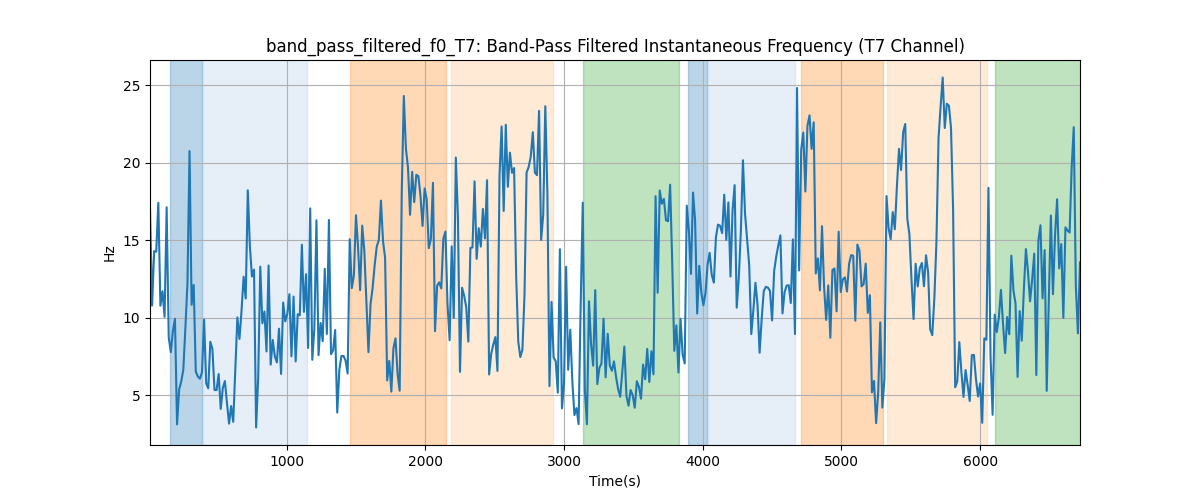 band_pass_filtered_f0_T7: Band-Pass Filtered Instantaneous Frequency (T7 Channel)
25
20
15
10
5
Hz
1000 2000 3000 4000 5000 6000
Time(s)